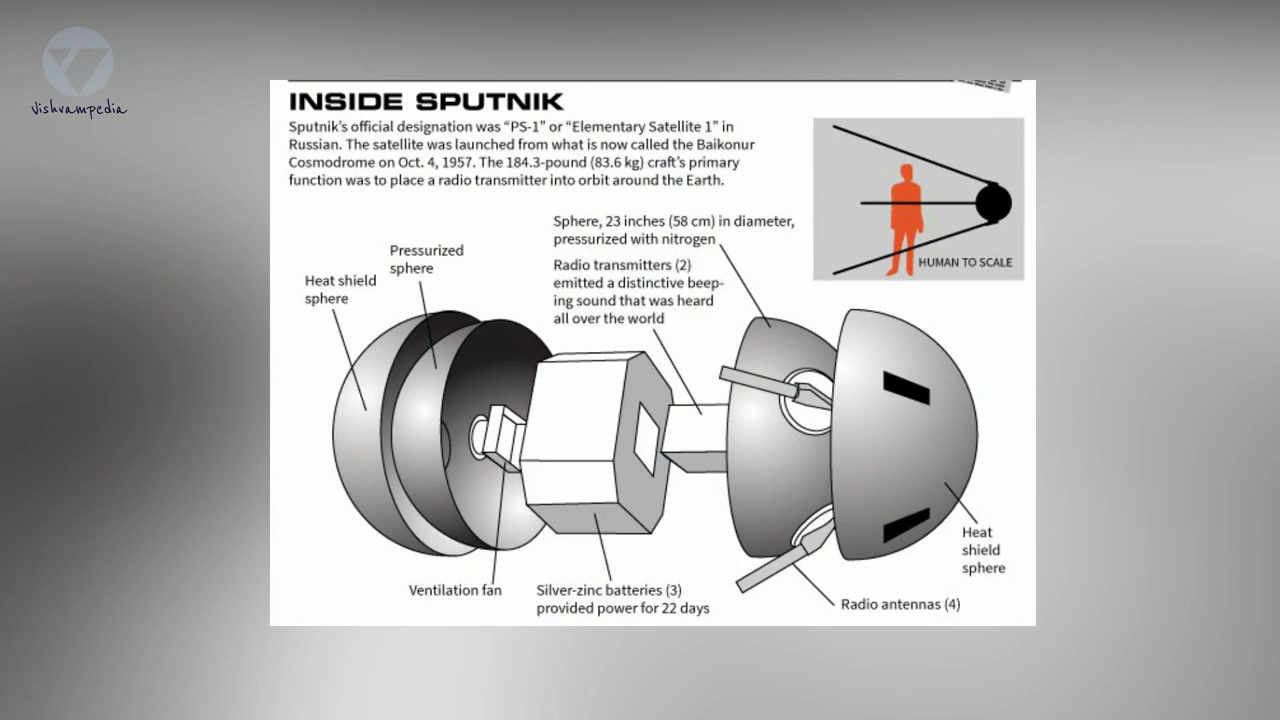 Vishvampedia
INSIDE SPUTNIK
Sputnik's official designation was “PS-1” or “Elementary Satellite 1” in
Russian. The satellite was launched from what is now called the Baikonur
Cosmodrome on Oct. 4, 1957. The 184.3-pound (83.6 kg) craft's primary
function was to place a radio transmitter into orbit around the Earth.
HUMAN TO SCALE
Sphere, 23 inches (58 cm) in diameter,
pressurized with nitrogen
Pressurized
sphere
Radio transmitters (2)
emitted a distinctive beep-
ing sound that was heard
all over the world
Heat shield
sphere
Heat
shield
sphere
Ventilation fan
Silver-zinc batteries (3)
provided power for 22 days
Radio antennas (4)